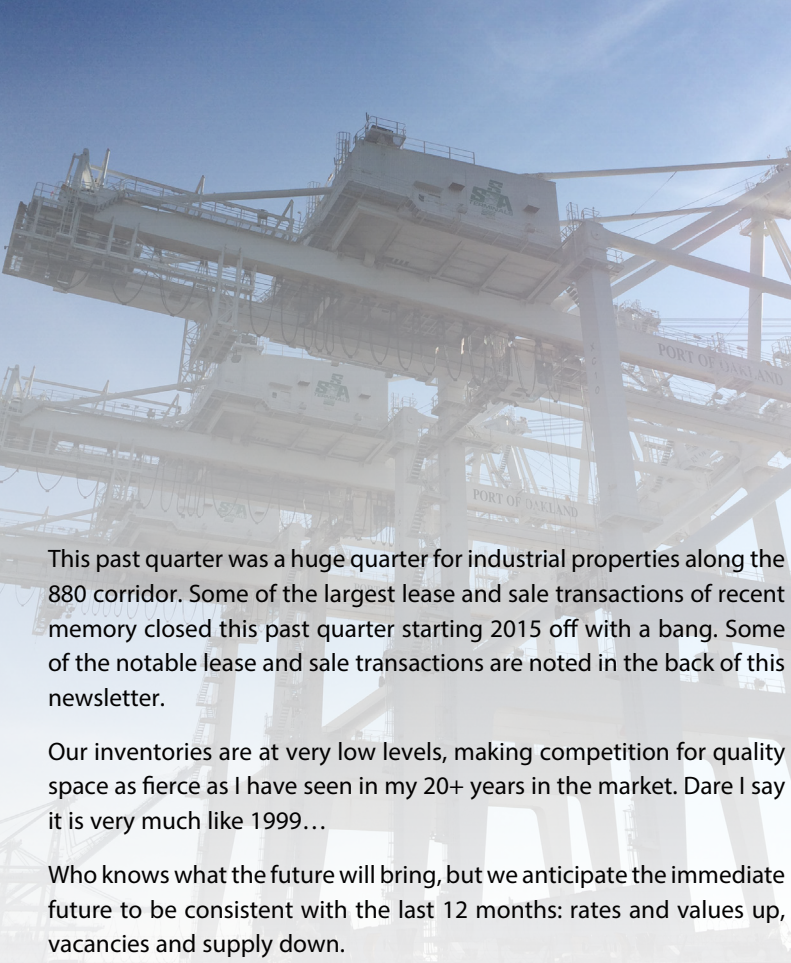 SSA
PORT OF OAKLAND
SSA
PORT OF OAKLAND
This past quarter was a huge quarter for industrial properties along the
880 corridor. Some of the largest lease and sale transactions of recent
memory closed this past quarter starting 2015 off with a bang. Some
of the notable lease and sale transactions are noted in the back of this
newsletter.
Our inventories are at very low levels, making competition for quality
space as fierce as I have seen in my 20+ years in the market. Dare I say
it is very much like 1999…
Who knows what the future will bring, but we anticipate the immediate
future to be consistent with the last 12 months: rates and values up,
vacancies and supply down.